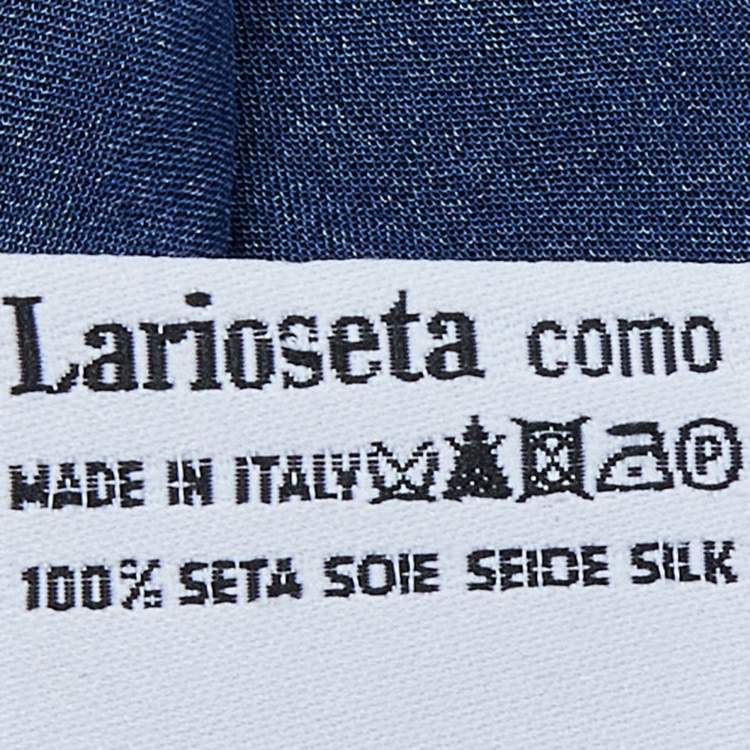 Larioseta como
MADE IN ITALY P
100% SETA SOIE SEIDE SILK